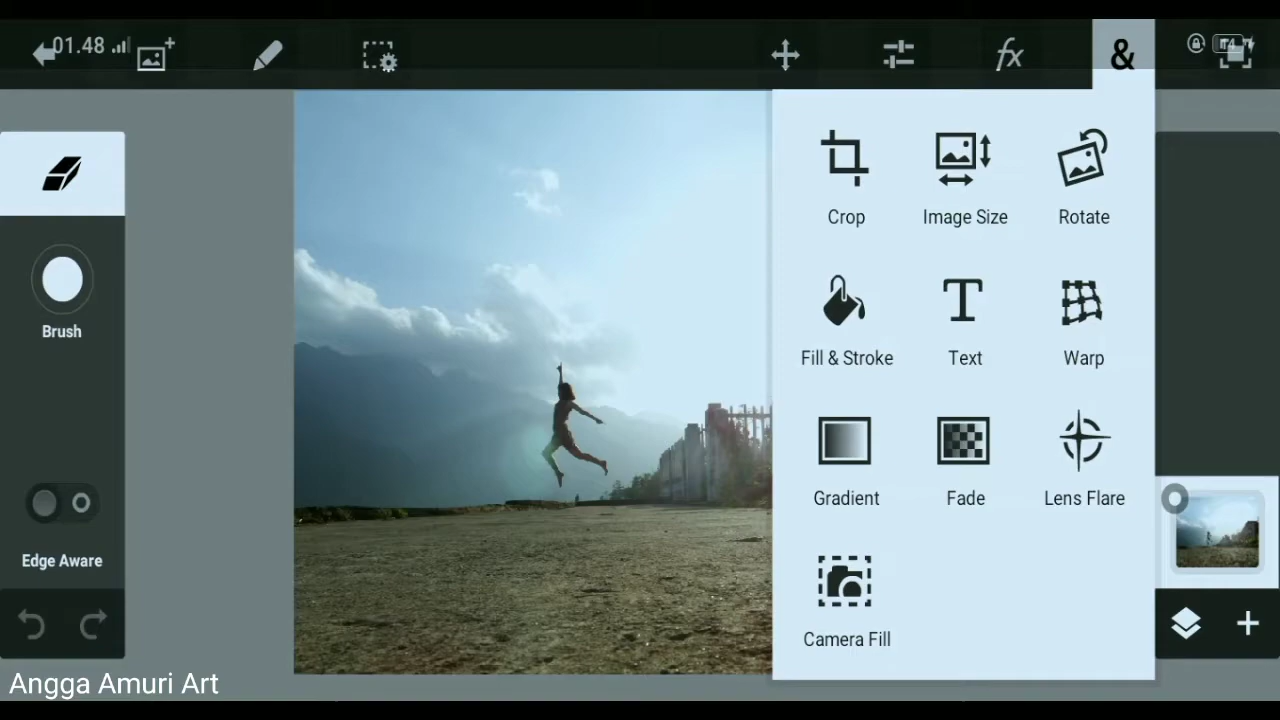 01.48
fx
&
Crop
Image Size
Rotate
Brush
Fill & Stroke
Text
Warp
Gradient
Fade
Lens Flare
Edge Aware
Camera Fill
Angga Amuri Art